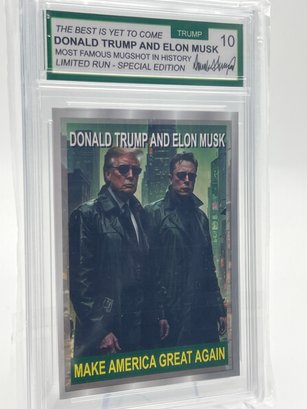 THE BEST IS YET TO COME
TRUMP
10
DONALD TRUMP AND ELON MUSK
MOST FAMOUS MUGSHOT IN HISTORY
LIMITED RUN - SPECIAL EDITION
DONALD TRUMP AND ELON MUSK
MAKE AMERICA GREAT AGAIN